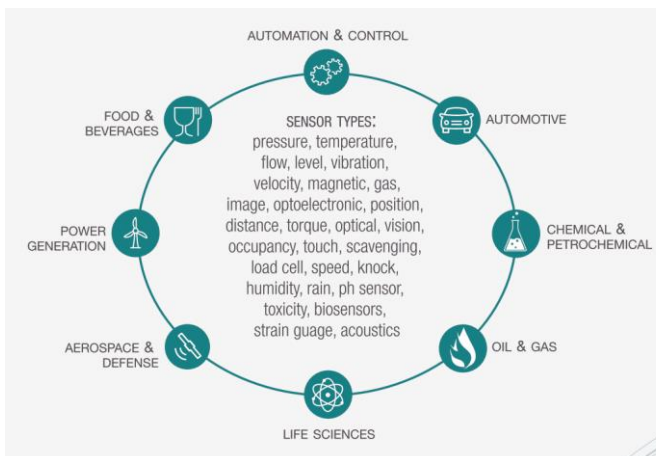 AUTOMATION & CONTROL
FOOD &
BEVERAGES
AUTOMOTIVE
SENSOR TYPES:
pressure, temperature,
flow, level, vibration,
velocity, magnetic, gas,
image, optoelectronic, position,
distance, torque, optical, vision,
occupancy, touch, scavenging,
load cell, speed, knock,
humidity, rain, ph sensor,
toxicity, biosensors,
strain guage, acoustics
POWER
GENERATION
CHEMICAL &
PETROCHEMICAL
AEROSPACE &
DEFENSE
OIL & GAS
LIFE SCIENCES